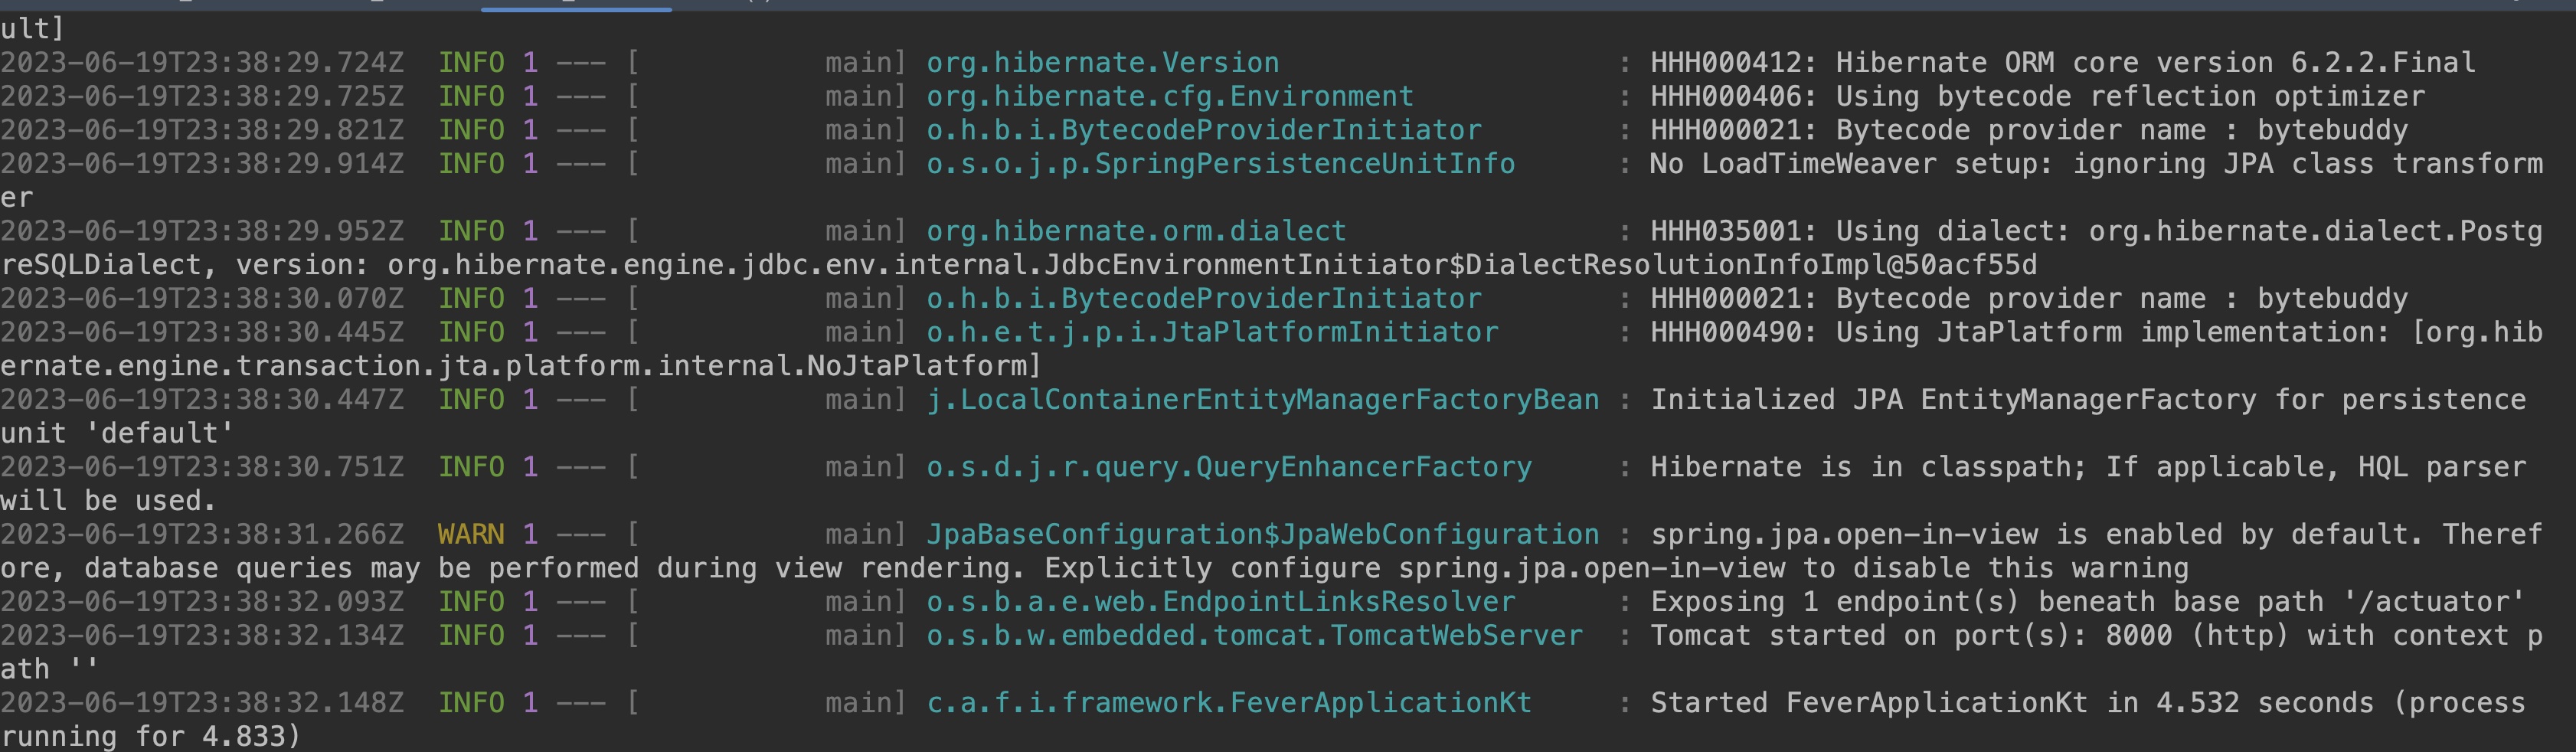 ult]
2023-06-19T23:38:29.724Z  INFO 1 --- [           main] org.hibernate.Version                    : HHH000412: Hibernate ORM core version 6.2.2.Final
2023-06-19T23:38:29.725Z  INFO 1 --- [           main] org.hibernate.cfg.Environment            : HHH000406: Using bytecode reflection optimizer
2023-06-19T23:38:29.821Z  INFO 1 --- [           main] o.h.b.i.BytecodeProviderInitiator        : HHH000021: Bytecode provider name : bytebuddy
2023-06-19T23:38:29.914Z  INFO 1 --- [           main] o.s.o.j.p.SpringPersistenceUnitInfo      : No LoadTimeWeaver setup: ignoring JPA class transform
er
2023-06-19T23:38:29.952Z  INFO 1 --- [           main] org.hibernate.orm.dialect                : HHH035001: Using dialect: org.hibernate.dialect.Postg
reSQLDialect, version: org.hibernate.engine.jdbc.env.internal.JdbcEnvironmentInitiator$DialectResolutionInfoImpl@50acf55d
2023-06-19T23:38:30.070Z  INFO 1 --- [           main] o.h.b.i.BytecodeProviderInitiator        : HHH000021: Bytecode provider name : bytebuddy
2023-06-19T23:38:30.445Z  INFO 1 --- [           main] o.h.e.t.j.p.i.JtaPlatformInitiator       : HHH000490: Using JtaPlatform implementation: [org.hib
ernate.engine.transaction.jta.platform.internal.NoJtaPlatform]
2023-06-19T23:38:30.447Z  INFO 1 --- [           main] j.LocalContainerEntityManagerFactoryBean : Initialized JPA EntityManagerFactory for persistence
unit 'default'
2023-06-19T23:38:30.751Z  INFO 1 --- [           main] o.s.d.j.r.query.QueryEnhancerFactory     : Hibernate is in classpath; If applicable, HQL parser
will be used.
2023-06-19T23:38:31.266Z  WARN 1 --- [           main] JpaBaseConfiguration$JpaWebConfiguration : spring.jpa.open-in-view is enabled by default. Theref
ore, database queries may be performed during view rendering. Explicitly configure spring.jpa.open-in-view to disable this warning
2023-06-19T23:38:32.093Z  INFO 1 --- [           main] o.s.b.a.e.web.EndpointLinksResolver      : Exposing 1 endpoint(s) beneath base path '/actuator'
2023-06-19T23:38:32.134Z  INFO 1 --- [           main] o.s.b.w.embedded.tomcat.TomcatWebServer  : Tomcat started on port(s): 8000 (http) with context p
ath ''
2023-06-19T23:38:32.148Z  INFO 1 --- [           main] c.a.f.i.framework.FeverApplicationKt     : Started FeverApplicationKt in 4.532 seconds (process
running for 4.833)